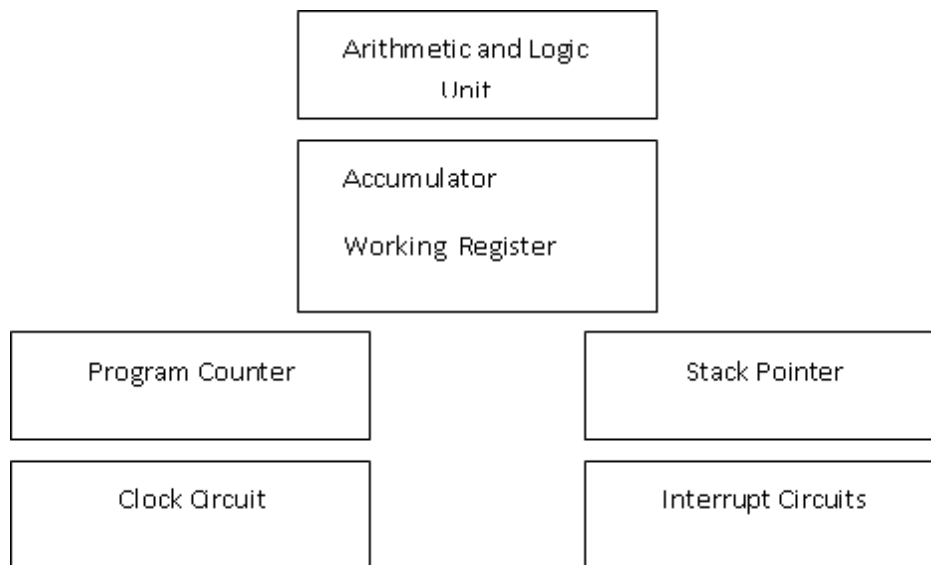 Arithmetic and Logic
Unit
Accumulator
Working Register
Program Counter
Stack Pointer
Clock Circuit
Interrupt Circuits